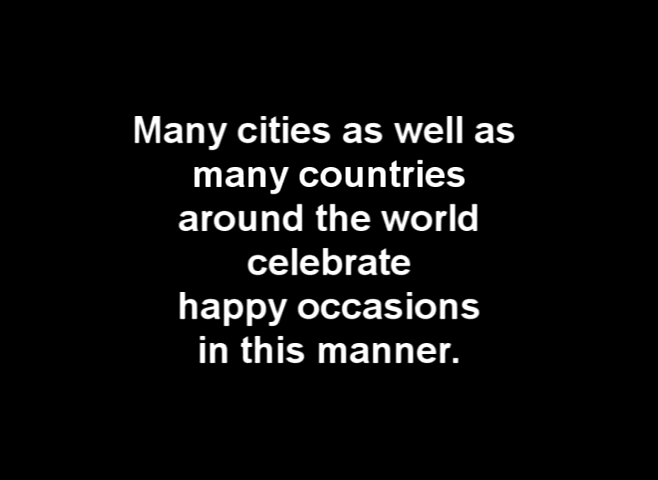 Many cities as well as
many countries
around the world
celebrate
happy occasions
in this manner.